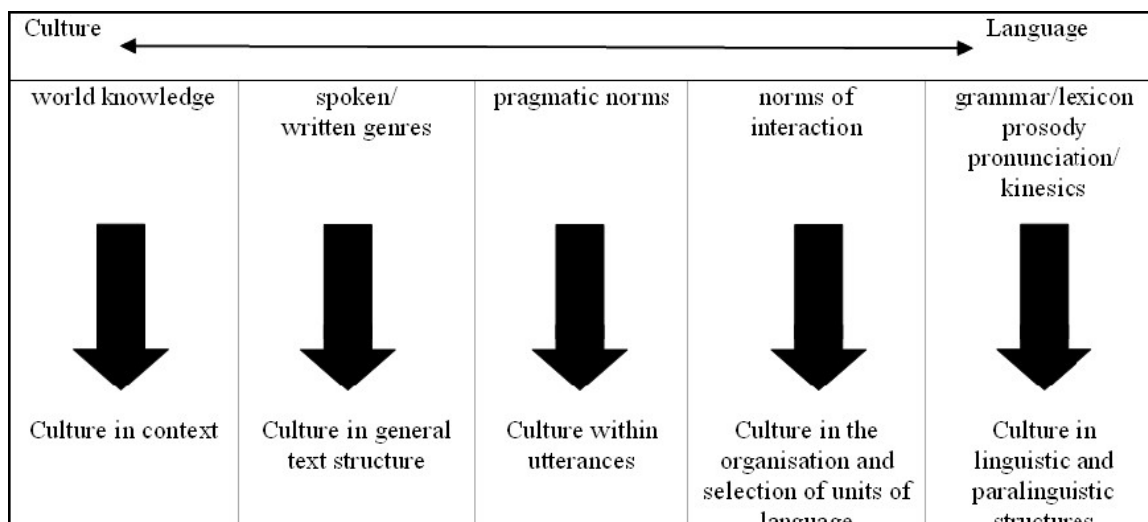 Culture Language
world knowledge
spoken/
written genres
pragmatic norms
norms of
interaction
grammar/lexicon
prosody
pronunciation/
kinesics
Culture in context
Culture in general
text structure
Culture within
utterances
Culture in the
organisation and
selection of units of
language
Culture in
linguistic and
paralinguistic
structures